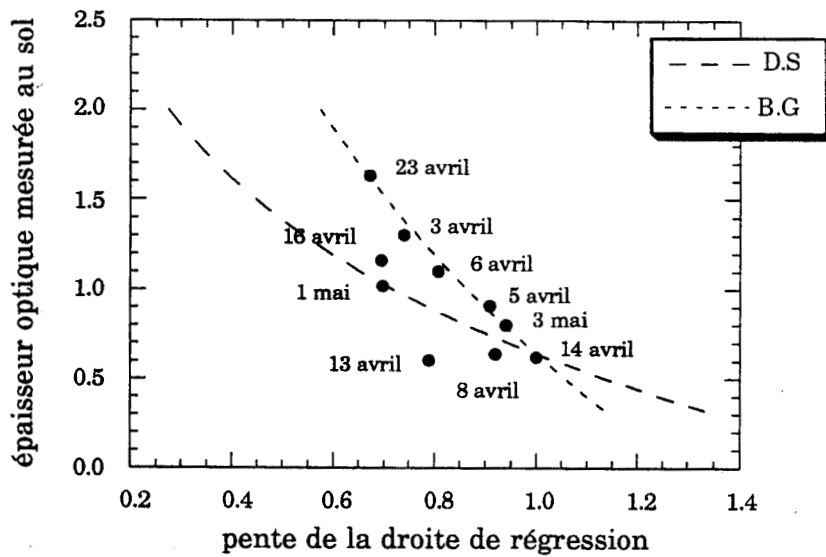 épaisseur optique mesurée au sol
2.5
2.0
1.5
1.0
0.5
0.0
D.S
B.G
23 avril
3 avril
16 avril
6 avril
1 mai
5 avril
3 mai
14 avril
13 avril
8 avril
0.2 0.4 0.6 0.8 1.0 1.2 1.4
pente de la droite de régression